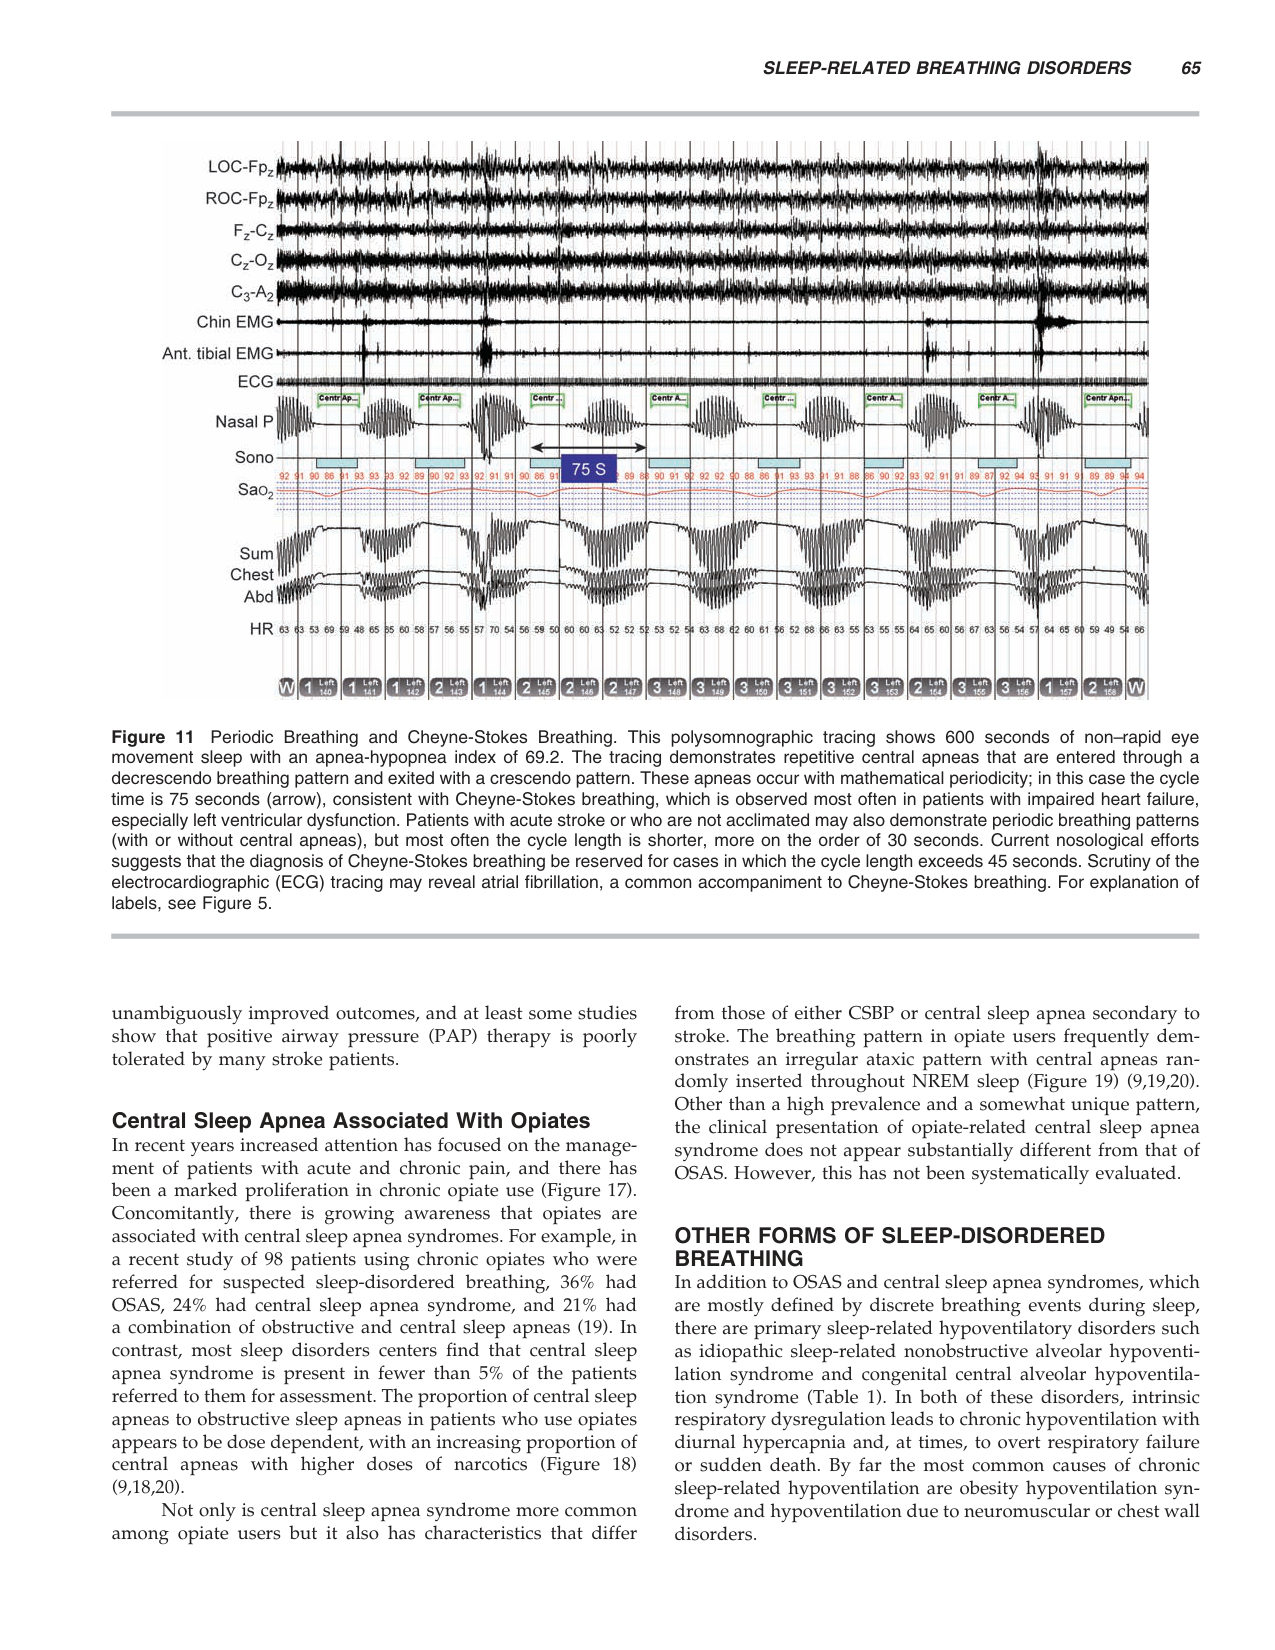 SLEEP-RELATED BREATHING DISORDERS 65
LOC-Fpz
ROC-Fpz
Fz-Cz
Cz-Oz
C3-A2
Chin EMG
Ant. tibial EMG
ECG
Centr Ap... Centr Ap... Centr ... Centr A... Centr ... Centr A... Centr A... Centr Apn...
Nasal P
Sono
75 S
SaO2
Sum
Chest
Abd
HR
Figure 11 Periodic Breathing and Cheyne-Stokes Breathing. This polysomnographic tracing shows 600 seconds of non–rapid eye
movement sleep with an apnea-hypopnea index of 69.2. The tracing demonstrates repetitive central apneas that are entered through a
decrescendo breathing pattern and exited with a crescendo pattern. These apneas occur with mathematical periodicity; in this case the cycle
time is 75 seconds (arrow), consistent with Cheyne-Stokes breathing, which is observed most often in patients with impaired heart failure,
especially left ventricular dysfunction. Patients with acute stroke or who are not acclimated may also demonstrate periodic breathing patterns
(with or without central apneas), but most often the cycle length is shorter, more on the order of 30 seconds. Current nosological efforts
suggests that the diagnosis of Cheyne-Stokes breathing be reserved for cases in which the cycle length exceeds 45 seconds. Scrutiny of the
electrocardiographic (ECG) tracing may reveal atrial fibrillation, a common accompaniment to Cheyne-Stokes breathing. For explanation of
labels, see Figure 5.
unambiguously improved outcomes, and at least some studies
show that positive airway pressure (PAP) therapy is poorly
tolerated by many stroke patients.
Central Sleep Apnea Associated With Opiates
In recent years increased attention has focused on the manage-
ment of patients with acute and chronic pain, and there has
been a marked proliferation in chronic opiate use (Figure 17).
Concomitantly, there is growing awareness that opiates are
associated with central sleep apnea syndromes. For example, in
a recent study of 98 patients using chronic opiates who were
referred for suspected sleep-disordered breathing, 36% had
OSAS, 24% had central sleep apnea syndrome, and 21% had
a combination of obstructive and central sleep apneas (19). In
contrast, most sleep disorders centers find that central sleep
apnea syndrome is present in fewer than 5% of the patients
referred to them for assessment. The proportion of central sleep
apneas to obstructive sleep apneas in patients who use opiates
appears to be dose dependent, with an increasing proportion of
central apneas with higher doses of narcotics (Figure 18)
(9,18,20).
Not only is central sleep apnea syndrome more common
among opiate users but it also has characteristics that differ
from those of either CSBP or central sleep apnea secondary to
stroke. The breathing pattern in opiate users frequently dem-
onstrates an irregular ataxic pattern with central apneas ran-
domly inserted throughout NREM sleep (Figure 19) (9,19,20).
Other than a high prevalence and a somewhat unique pattern,
the clinical presentation of opiate-related central sleep apnea
syndrome does not appear substantially different from that of
OSAS. However, this has not been systematically evaluated.
OTHER FORMS OF SLEEP-DISORDERED
BREATHING
In addition to OSAS and central sleep apnea syndromes, which
are mostly defined by discrete breathing events during sleep,
there are primary sleep-related hypoventilatory disorders such
as idiopathic sleep-related nonobstructive alveolar hypoventi-
lation syndrome and congenital central alveolar hypoventila-
tion syndrome (Table 1). In both of these disorders, intrinsic
respiratory dysregulation leads to chronic hypoventilation with
diurnal hypercapnia and, at times, to overt respiratory failure
or sudden death. By far the most common causes of chronic
sleep-related hypoventilation are obesity hypoventilation syn-
drome and hypoventilation due to neuromuscular or chest wall
disorders.